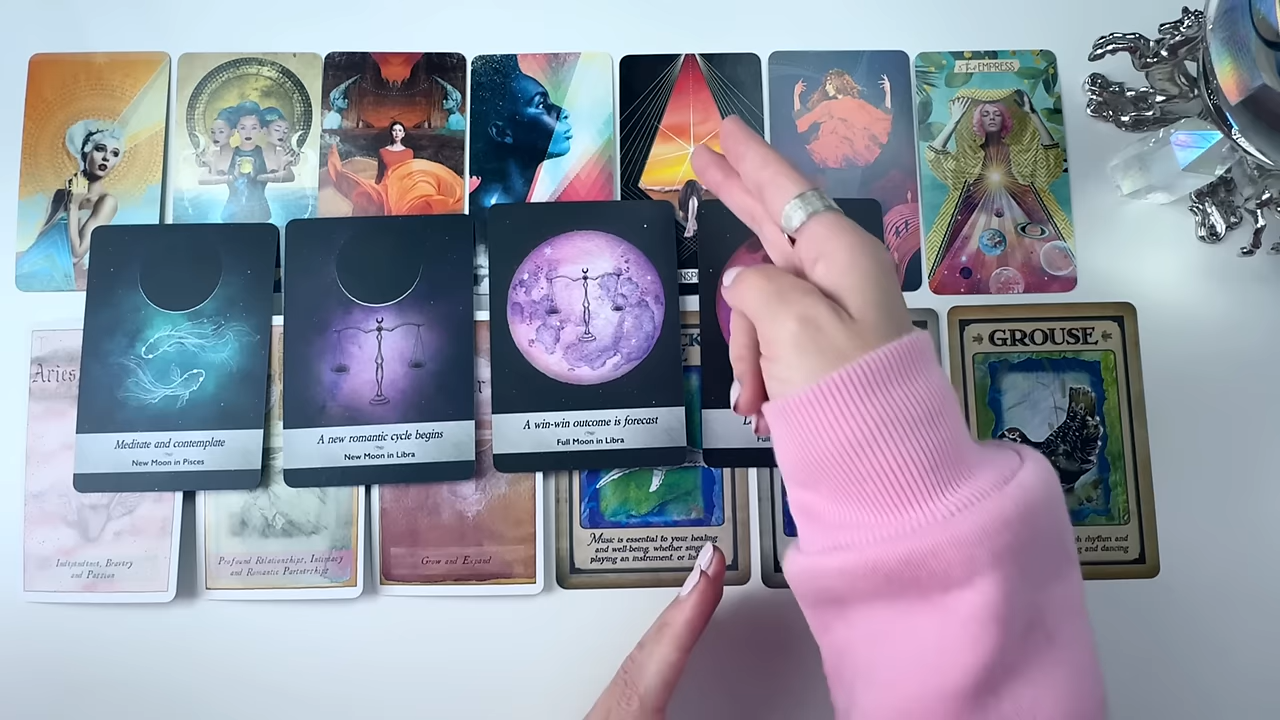 The EMPRESS
Aries
Meditate and contemplate
New Moon in Pisces
A new romantic cycle begins
New Moon in Libra
A win-win outcome is forecast
Full Moon in Libra
GROUSE
Independence, Bravery
and Passion
Profound Relationships, Intimacy
and Romantic Partnerships
Grow and Expand
Music is essential to your healing
and well-being, whether
playing an instrument, or
rhythm and
and dancing